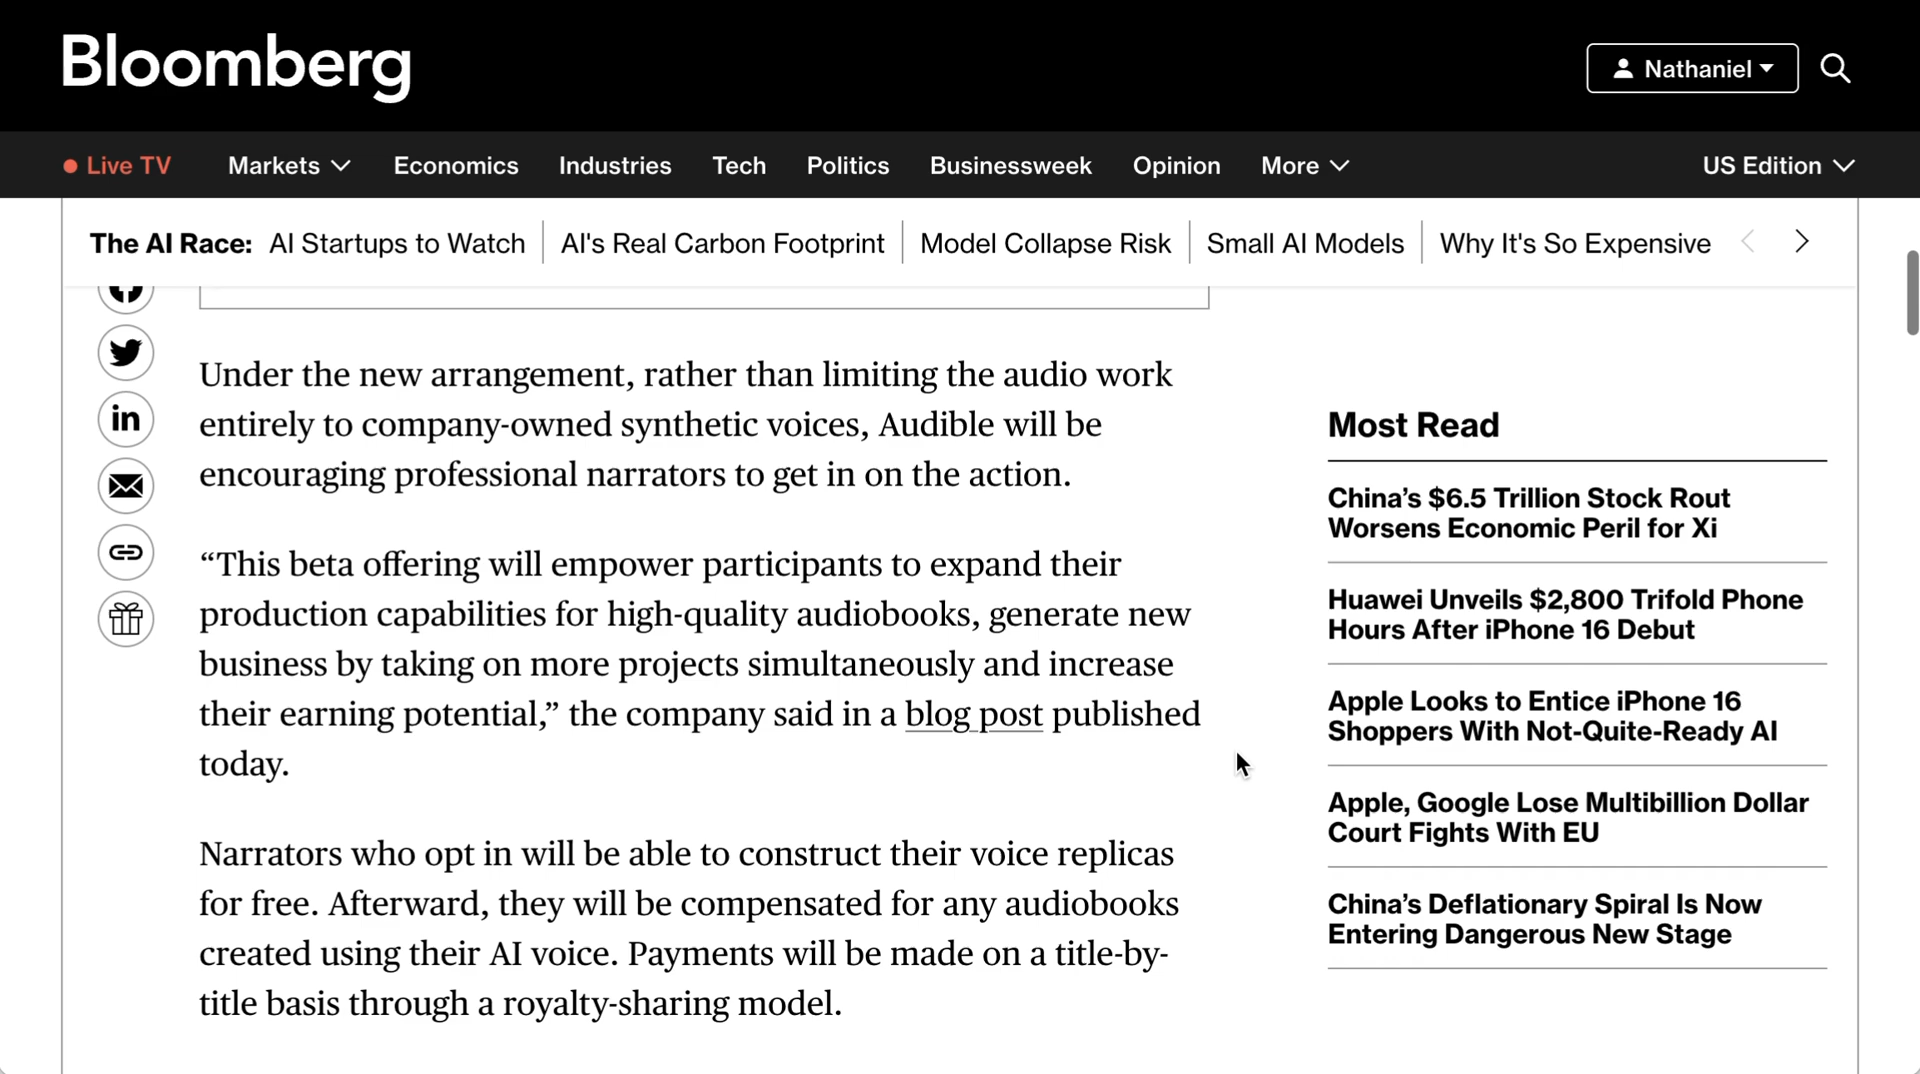 Bloomberg
Nathaniel
Live TV
Markets
Economics
Industries
Tech
Politics
Businessweek
Opinion
More
US Edition
The AI Race:
AI Startups to Watch
AI's Real Carbon Footprint
Model Collapse Risk
Small AI Models
Why It's So Expensive
Under the new arrangement, rather than limiting the audio work
entirely to company-owned synthetic voices, Audible will be
encouraging professional narrators to get in on the action.
“This beta offering will empower participants to expand their
production capabilities for high-quality audiobooks, generate new
business by taking on more projects simultaneously and increase
their earning potential,” the company said in a blog post published
today.
Narrators who opt in will be able to construct their voice replicas
for free. Afterward, they will be compensated for any audiobooks
created using their AI voice. Payments will be made on a title-by-
title basis through a royalty-sharing model.
Most Read
China’s $6.5 Trillion Stock Rout
Worsens Economic Peril for Xi
Huawei Unveils $2,800 Trifold Phone
Hours After iPhone 16 Debut
Apple Looks to Entice iPhone 16
Shoppers With Not-Quite-Ready AI
Apple, Google Lose Multibillion Dollar
Court Fights With EU
China’s Deflationary Spiral Is Now
Entering Dangerous New Stage